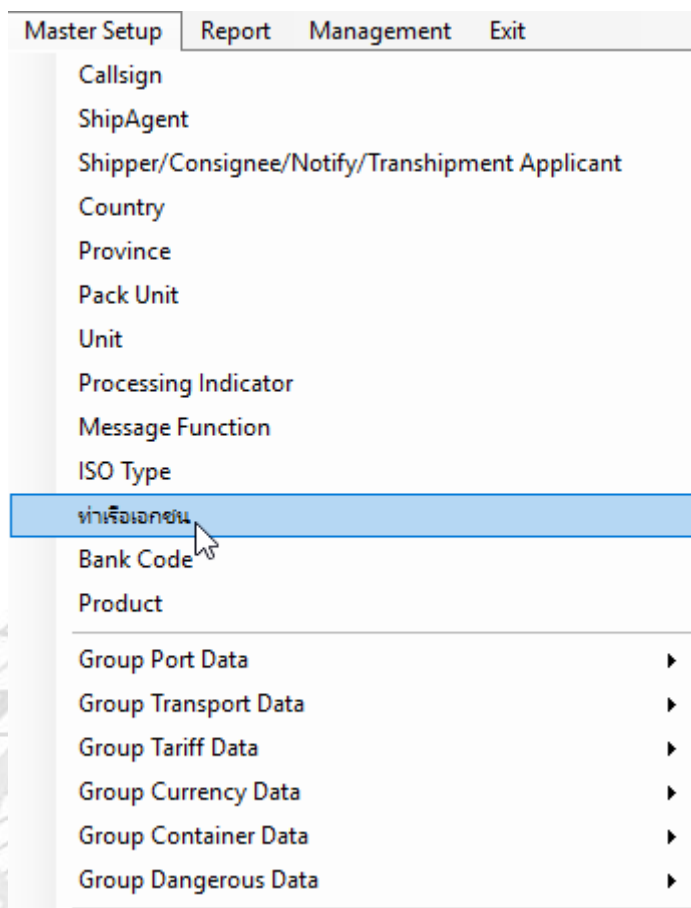 Master Setup Report Management Exit
Callsign
ShipAgent
Shipper/Consignee/Notify/Transhipment Applicant
Country
Province
Pack Unit
Unit
Processing Indicator
Message Function
ISO Type
ท่าเรือเอกชน
Bank Code
Product
Group Port Data
Group Transport Data
Group Tariff Data
Group Currency Data
Group Container Data
Group Dangerous Data